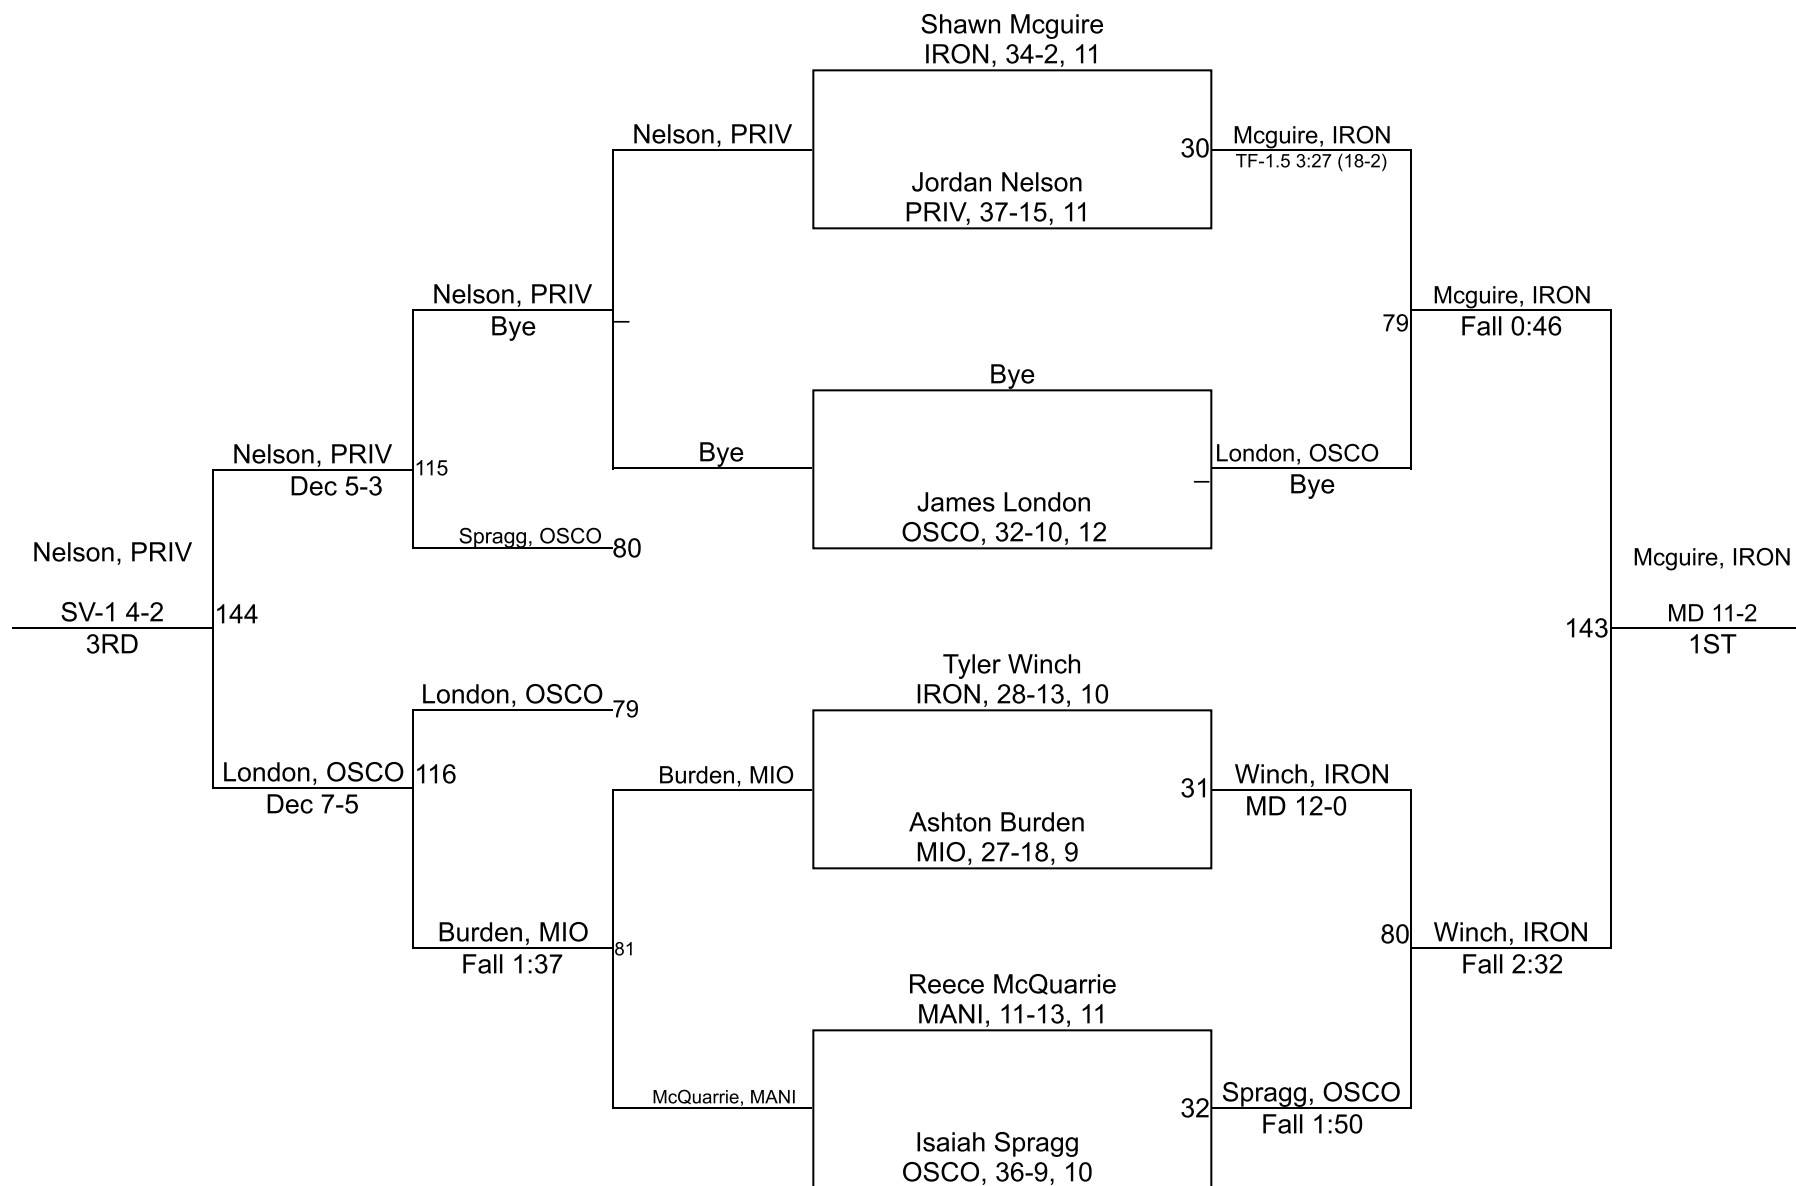 Shawn Mcguire
IRON, 34-2, 11
Nelson, PRIV
30
Mcguire, IRON
TF-1.5 3:27 (18-2)
Jordan Nelson
PRIV, 37-15, 11
Nelson, PRIV
Bye
Mcguire, IRON
79
Fall 0:46
Bye
Nelson, PRIV
115
Dec 5-3
Bye
London, OSCO
Bye
James London
OSCO, 32-10, 12
Spragg, OSCO
80
Nelson, PRIV
Mcguire, IRON
SV-1 4-2
144
3RD
143
MD 11-2
1ST
Tyler Winch
IRON, 28-13, 10
London, OSCO
79
London, OSCO
116
Dec 7-5
Burden, MIO
31
Winch, IRON
MD 12-0
Ashton Burden
MIO, 27-18, 9
Burden, MIO
81
Fall 1:37
80
Winch, IRON
Fall 2:32
Reece McQuarrie
MANI, 11-13, 11
McQuarrie, MANI
32
Spragg, OSCO
Fall 1:50
Isaiah Spragg
OSCO, 36-9, 10